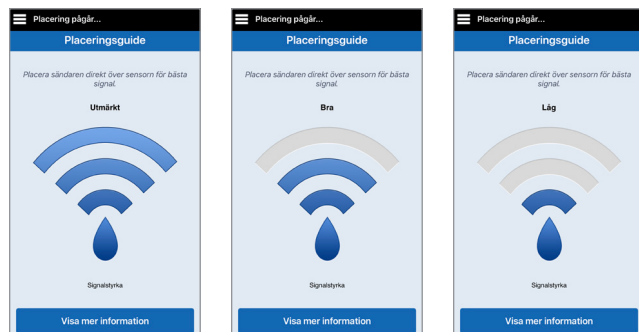 Placering pågår...
Placeringsguide
Placera sändaren direkt över sensorn för bästa
signal.
Utmärkt
Signalstyrka
Visa mer information
Placering pågår...
Placeringsguide
Placera sändaren direkt över sensorn för bästa
signal.
Bra
Signalstyrka
Visa mer information
Placering pågår...
Placeringsguide
Placera sändaren direkt över sensorn för bästa
signal.
Låg
Signalstyrka
Visa mer information